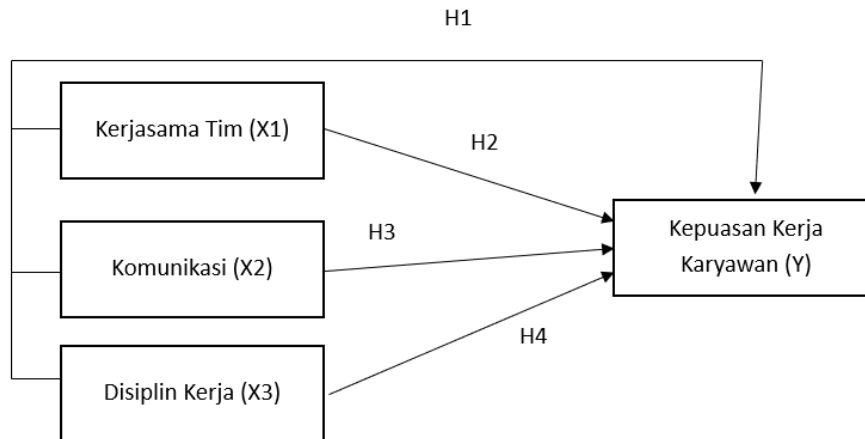 H1
Kerjasama Tim (X1)
H2
Komunikasi (X2)
H3
Kepuasan Kerja
Karyawan (Y)
H4
Disiplin Kerja (X3)